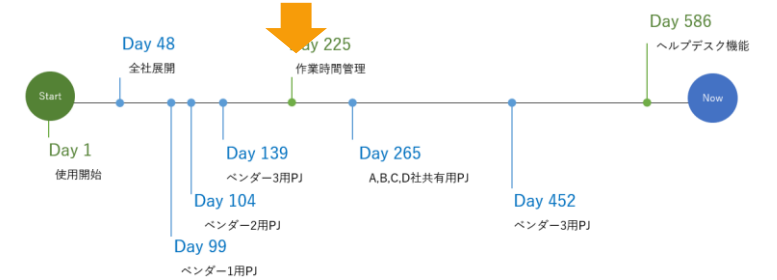 Day 586
ヘルプデスク機能
Day 48
全社展開
y 225
作業時間管理
Start
Now
Day 1
使用開始
Day 139
ベンダー3用PJ
Day 265
A,B,C,D社共有用PJ
Day 104
ベンダー2用PJ
Day 452
ベンダー3用PJ
Day 99
ベンダー1用PJ